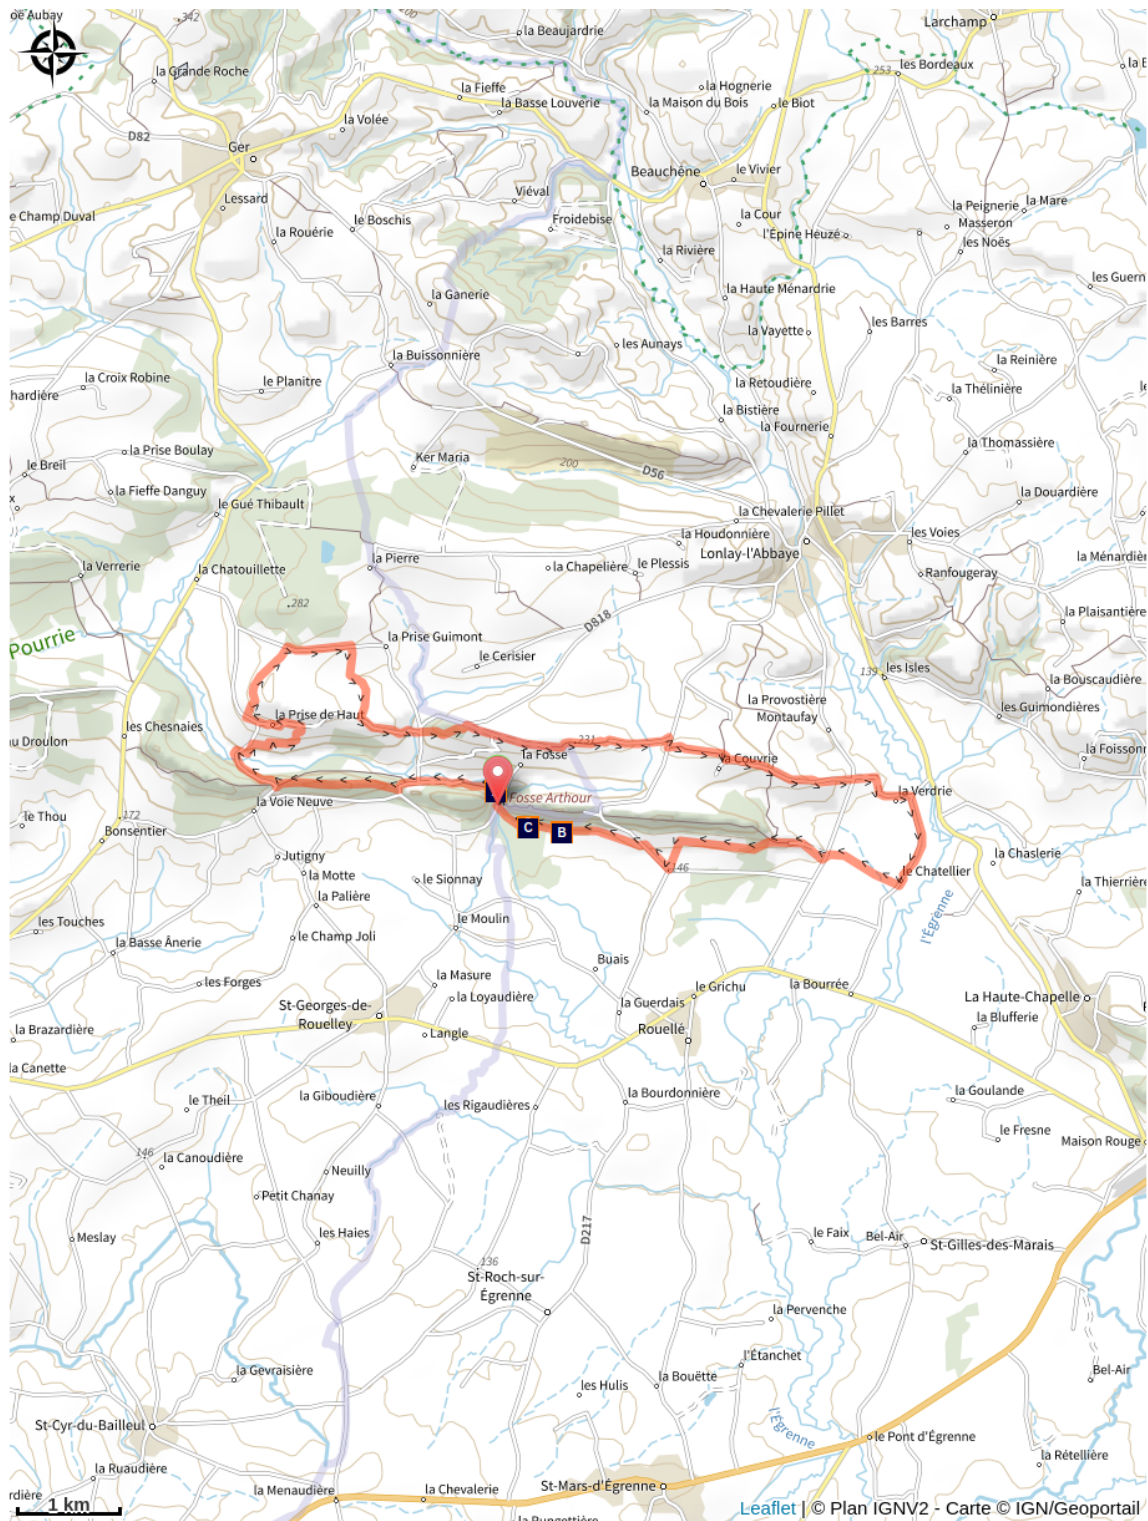 oë Aubay
342
200
la Beaujardrie
Larchamp
les Bordeaux
253
la Grande Roche
la Fieffe
la Hognerie
la Basse Louverie
la Maison du Bois
le Biot
la Volée
D82
Ger
Beauchêne
le Vivier
Viéval
Lessard
la Peignerie
la Mare
e Champ Duval
le Boschis
Froidebise
la Cour
Masseron
la Rouérie
l'Épine Heuzé
les Noës
la Rivière
les Guern
la Haute Ménardrie
la Ganerie
les Barres
la Vayette
les Aunays
la Buissonnière
la Reinière
la Croix Robine
le Planitre
la Retoudière
la Thélinière
hardière
la Bistière
la Fournerie
la Thomassière
la Prise Boulay
Ker Maria
200
le Breil
D56
la Fieffe Danguy
la Douardière
le Gué Thibault
la Chevalerie Pillet
la Houdonnière
les Voies
Lonlay-l'Abbaye
la Pierre
la Ménardièr
la Verrerie
la Chatouillette
la Chapelière
le Plessis
Ranfougeray
282
la Plaisantière
D818
Pourrie
la Prise Guimont
le Cerisier
les Isles
139
la Bouscaudière
la Provostière
Montaufay
les Guimondières
la Prise de Haut
les Chesnaies
u Droulon
231
la Fosse
la Couvrie
la Foisson
Fosse Arthour
la Verdrie
la Voie Neuve
le Thou
172
Bonsentier
C
B
la Chaslerie
Jutigny
146
le Chatellier
la Motte
le Sionnay
la Thierrière
la Palière
l'Égrenne
les Touches
le Moulin
le Champ Joli
la Basse Ânerie
Buais
la Masure
les Forges
le Grichu
la Bourrée
la Loyaudière
St-Georges-de-
Rouelley
la Guerdais
La Haute-Chapelle
la Blufferie
Rouellé
la Brazardière
Langle
la Canette
la Giboudière
la Bourdonnière
la Goulande
le Theil
les Rigaudières
le Fresne
Maison Rouge
146
la Canoudière
Neuilly
Petit Chanay
D217
les Haies
le Faix
Bel-Air
Meslay
St-Gilles-des-Marais
136
St-Roch-sur-
Égrenne
la Pervenche
l'Étanchet
la Gevraisière
la Bouëtte
Bel-Air
les Hulis
St-Cyr-du-Bailleul
l'Égrenne
le Pont d'Égrenne
la Ruaudière
la Rétellière
rdière
la Menaudière
la Chevalerie
St-Mars-d'Égrenne
1 km
Leaflet | © Plan IGNV2 - Carte © IGN/Geoportail